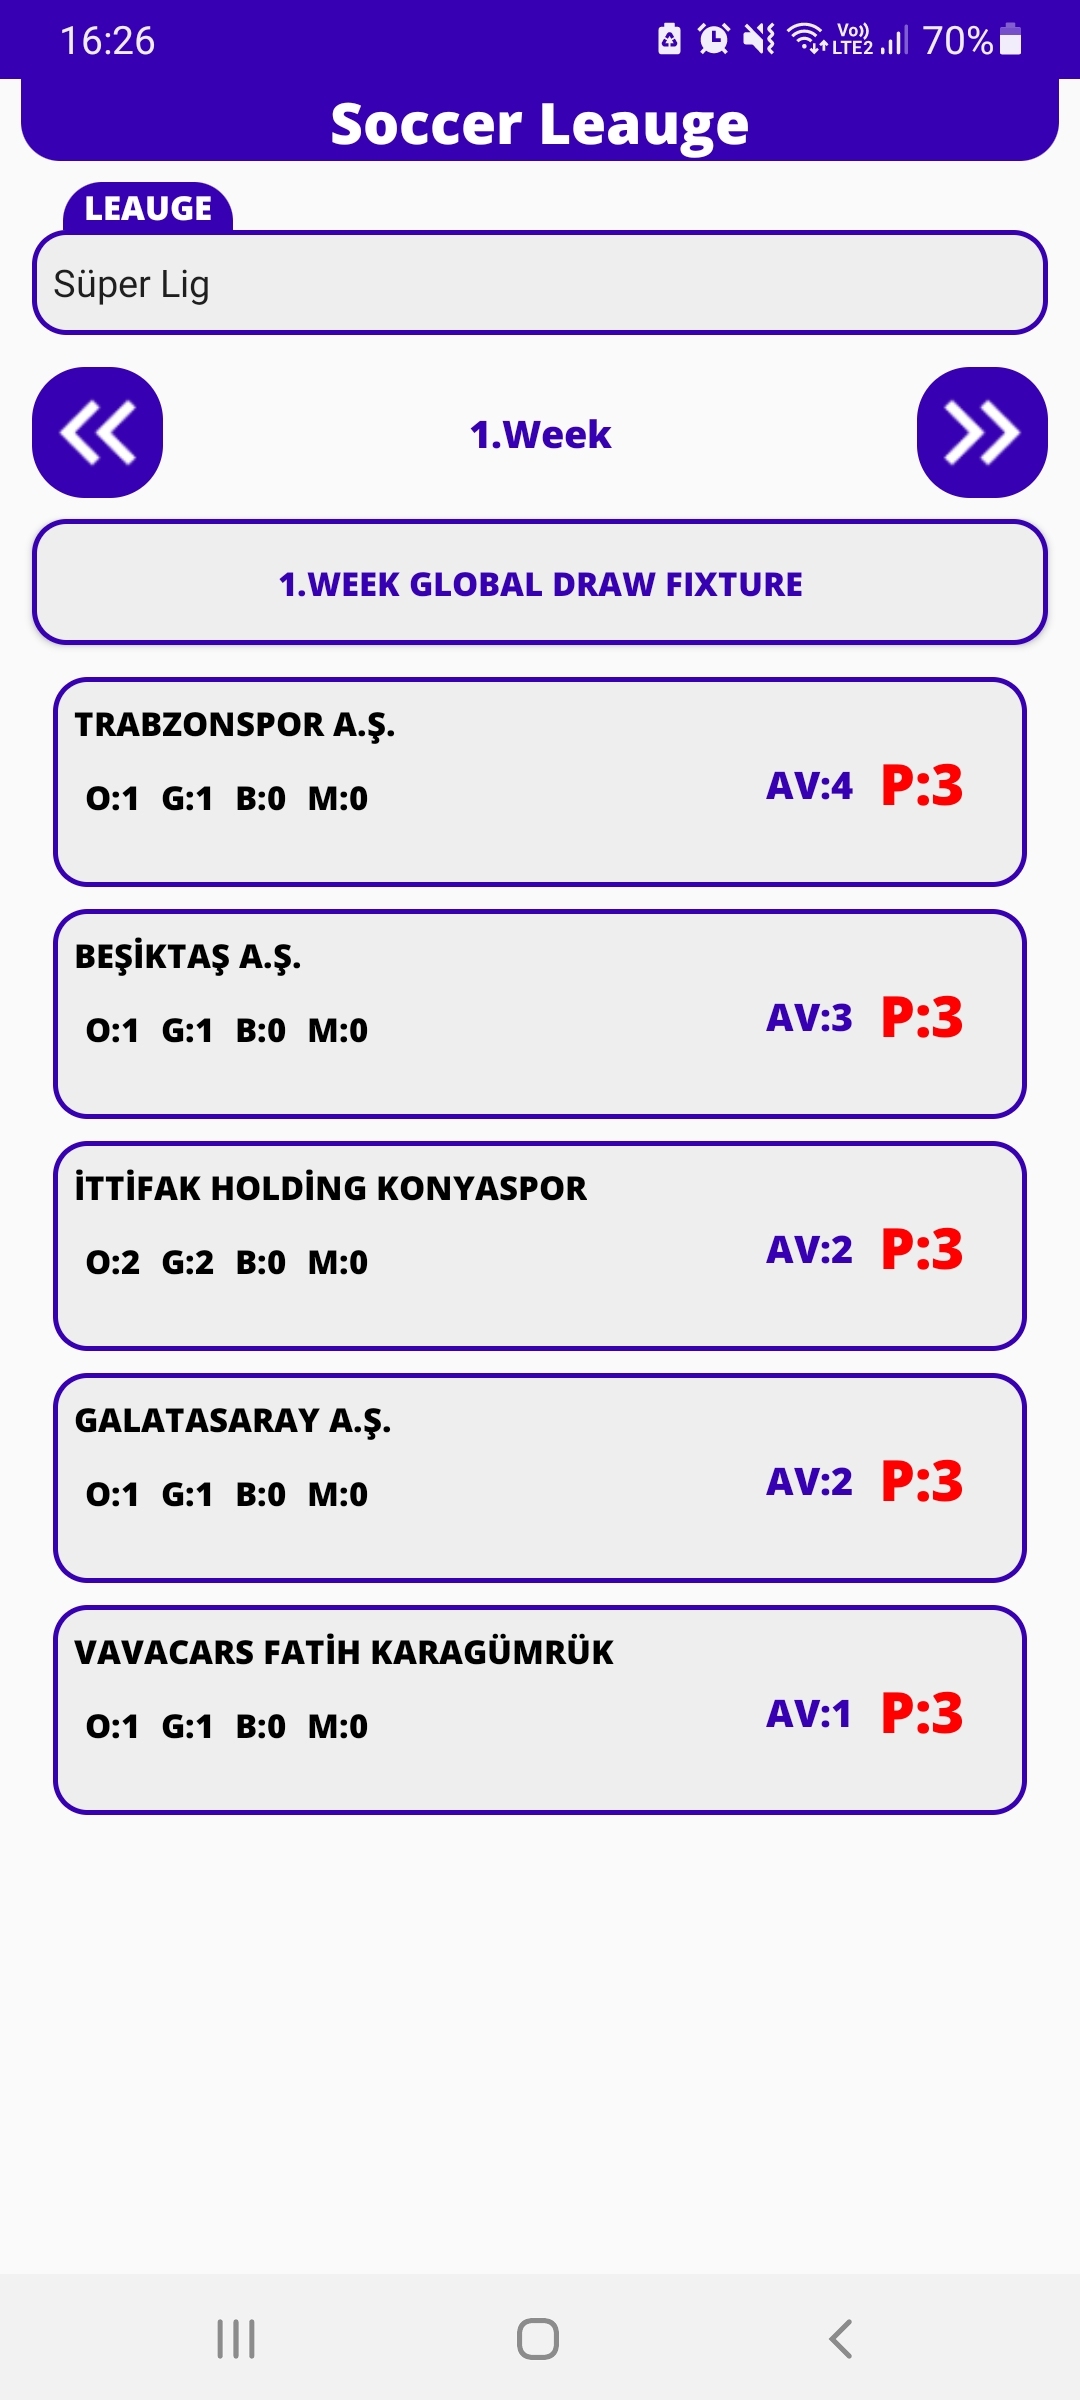 16:26 Vo)) LTE2 70%
Soccer Leauge
LEAUGE
Süper Lig
1.Week
1.WEEK GLOBAL DRAW FIXTURE
TRABZONSPOR A.Ş.
O:1 G:1 B:0 M:0 AV:4 P:3
BEŞİKTAŞ A.Ş.
O:1 G:1 B:0 M:0 AV:3 P:3
İTTİFAK HOLDİNG KONYASPOR
O:2 G:2 B:0 M:0 AV:2 P:3
GALATASARAY A.Ş.
O:1 G:1 B:0 M:0 AV:2 P:3
VAVACARS FATİH KARAGÜMRÜK
O:1 G:1 B:0 M:0 AV:1 P:3